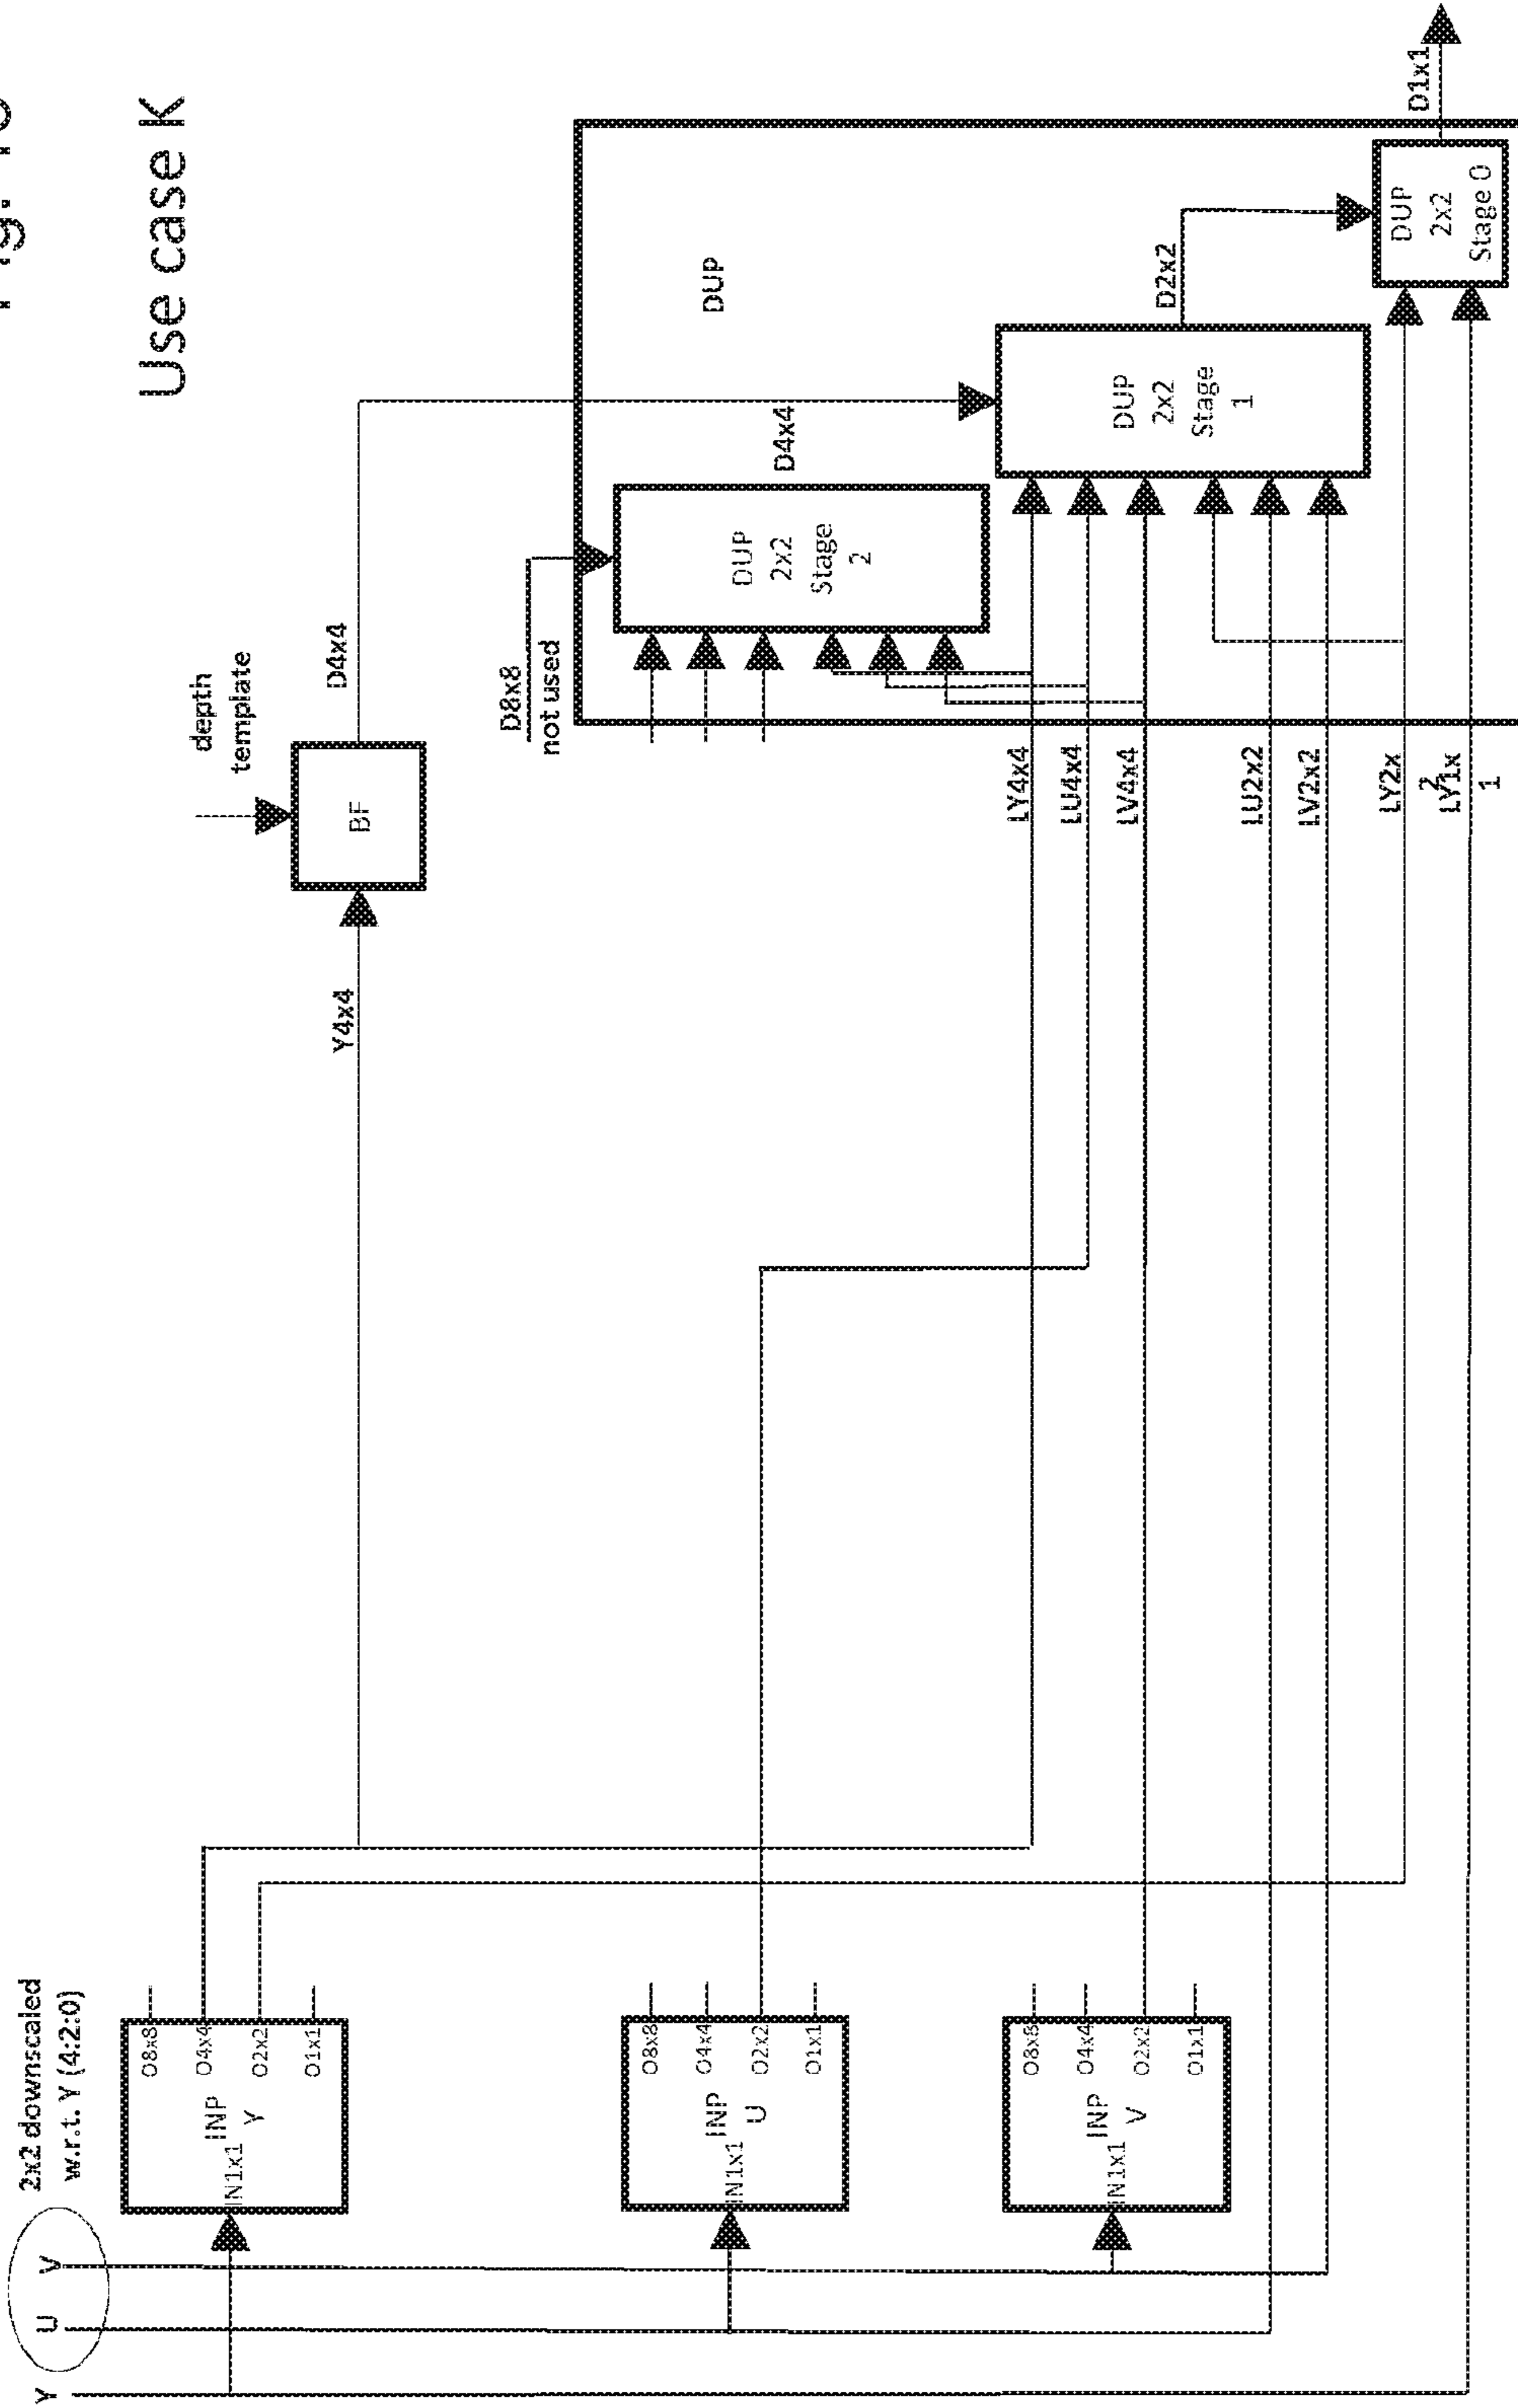 Use case K
Y
U
V
2x2 downscaled
w.r.t. Y (4:2:0)
IN1x1
INP
Y
O8x8
O4x4
O2x2
O1x1
IN1x1
INP
U
O8x8
O4x4
O2x2
O1x1
IN1x1
INP
V
O8x8
O4x4
O2x2
O1x1
Y4x4
depth
template
BF
D4x4
D8x8
not used
DUP
DUP
2x2
Stage
2
D4x4
LY4x4
LU4x4
LV4x4
LU2x2
LV2x2
LY2x
2
LY1x
1
DUP
2x2
Stage
1
D2x2
DUP
2x2
Stage 0
D1x1